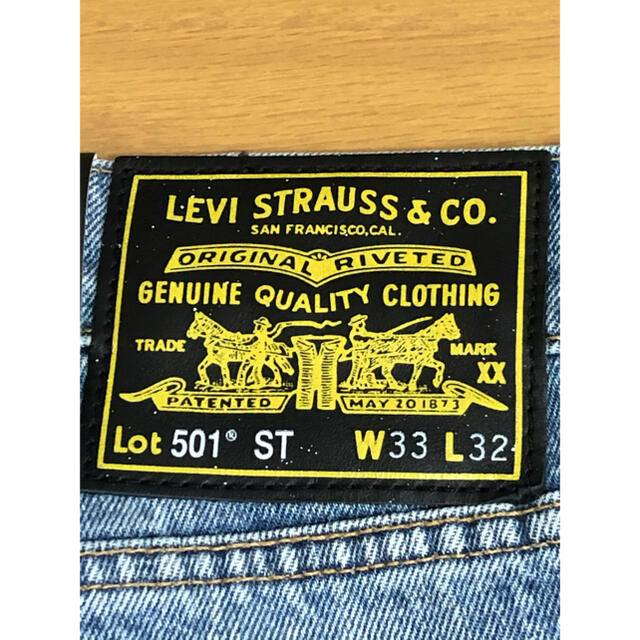 LEVI STRAUSS & CO.
SAN FRANCISCO, CAL.
ORIGINAL RIVETED
GENUINE QUALITY CLOTHING
TRADE MARK
XX
PATENTED MAY 20 1873
Lot 501® ST W33 L32